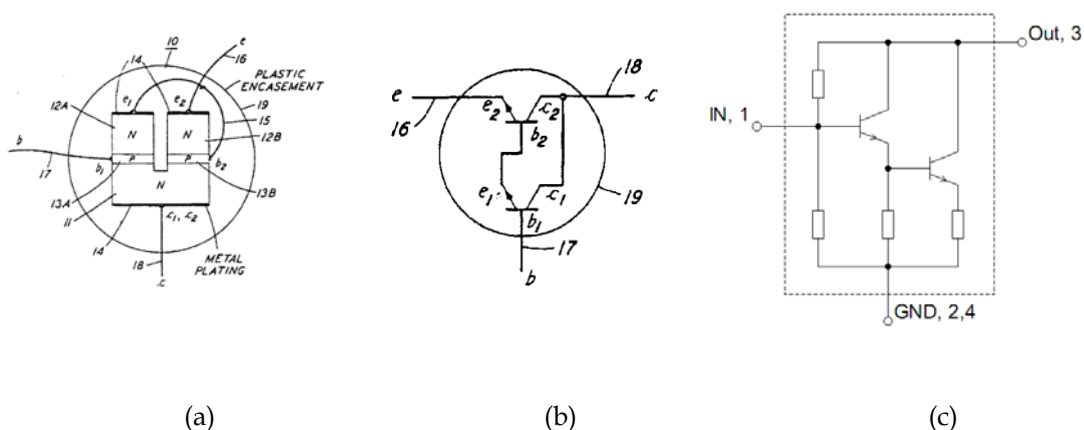 10
14
e
16
PLASTIC
ENCASEMENT
e₁
e₂
19
15
12A
N
N
12B
b
17
b₁
P
P
b₂
N
13A
13B
11
14
c₁, c₂
METAL
PLATING
18
c
e
16
e₂
c₂
18
c
b₂
e₁
c₁
b₁
19
17
b
Out, 3
IN, 1
GND, 2,4
(a)
(b)
(c)